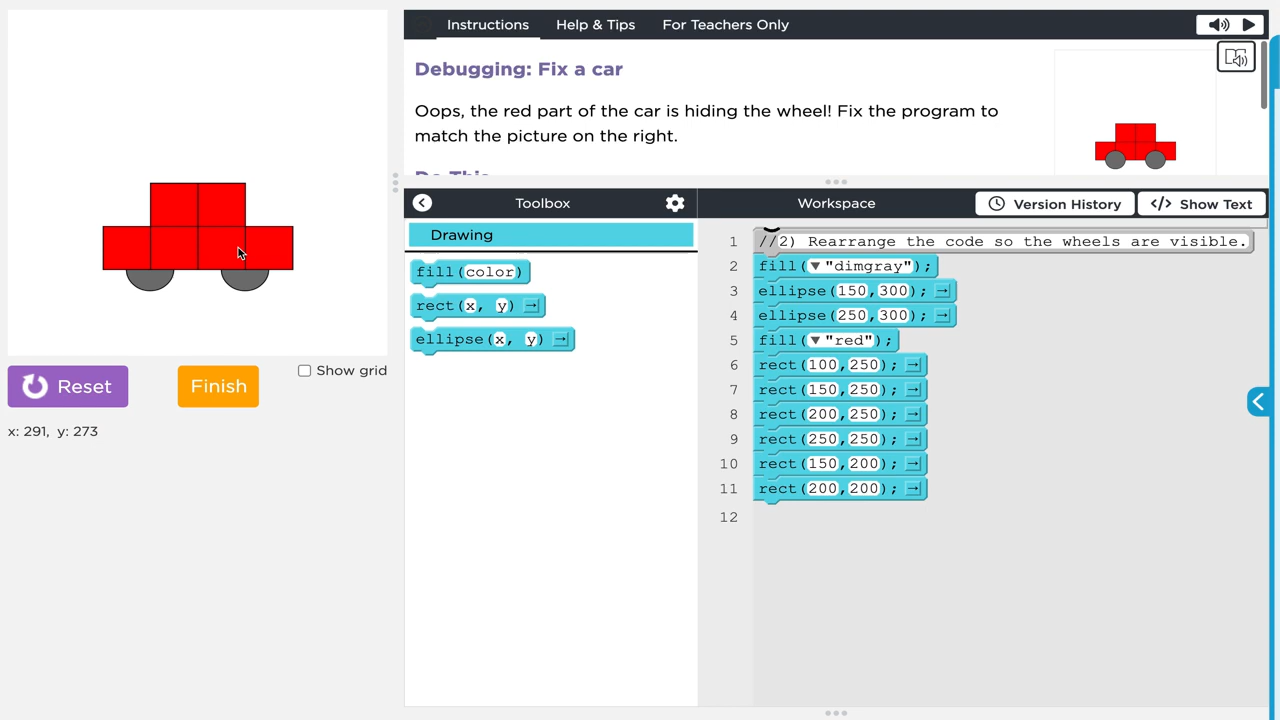 Instructions
Help & Tips
For Teachers Only
Debugging: Fix a car
Oops, the red part of the car is hiding the wheel! Fix the program to
match the picture on the right.
Do This
Toolbox
Workspace
Version History
</> Show Text
Drawing
fill(color)
rect(x, y)
ellipse(x, y)
1 //2) Rearrange the code so the wheels are visible.
2 fill( ▼ "dimgray");
3 ellipse(150,300);
4 ellipse(250,300);
5 fill( ▼ "red");
6 rect(100,250);
7 rect(150,250);
8 rect(200,250);
9 rect(250,250);
10 rect(150,200);
11 rect(200,200);
12
Reset
Finish
Show grid
x: 291, y: 273